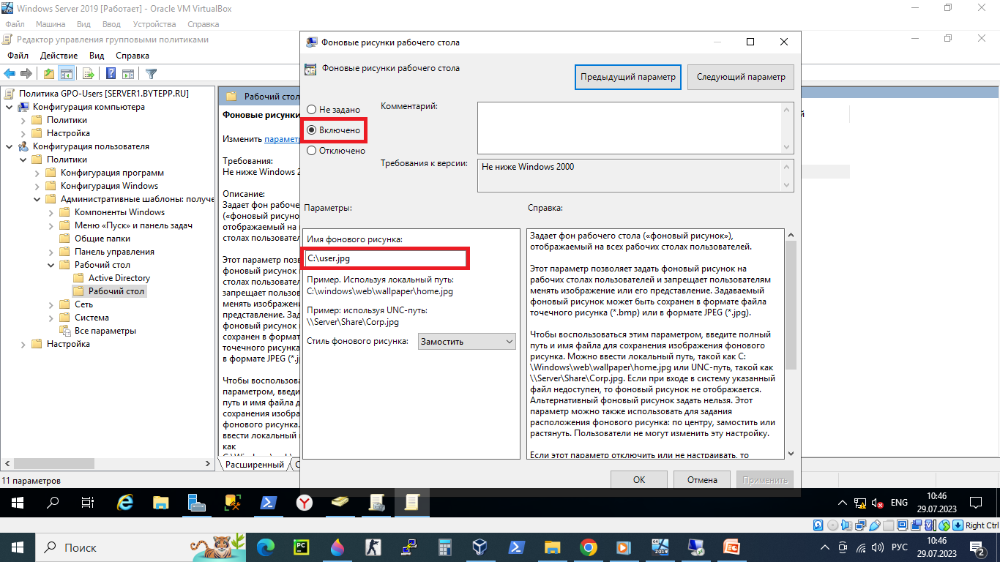 Windows Server 2019 [Работает] - Oracle VM VirtualBox
Файл Машина Вид Ввод Устройства Справка
Редактор управления групповыми политиками
Файл Действие Вид Справка
Политика GPO-Users [SERVER1.BYTEPP.RU]
Конфигурация компьютера
Политики
Настройка
Конфигурация пользователя
Политики
Конфигурация программ
Конфигурация Windows
Административные шаблоны: получе
Компоненты Windows
Меню «Пуск» и панель задач
Общие папки
Панель управления
Рабочий стол
Active Directory
Рабочий стол
Сеть
Система
Все параметры
Настройка
Рабочий стол
Фоновые рисунки
Изменить параметр
Требования:
Не ниже Windows 2
Описание:
Задает фон рабоче
(«фоновый рисуно
отображаемый на
столах пользовател
Этот параметр позв
фоновый рисунок
столах пользовател
запрещает пользов
менять изображени
представление. Зад
фоновый рисунок
сохранен в формат
точечного рисунка
в формате JPEG (*.j
Чтобы воспользова
параметром, введи
путь и имя файла д
сохранения изобра
фонового рисунка.
ввести локальный
как
Расширенный
11 параметров
Фоновые рисунки рабочего стола
Фоновые рисунки рабочего стола
Предыдущий параметр Следующий параметр
Не задано
Включено
Отключено
Комментарий:
Требования к версии:
Не ниже Windows 2000
Параметры:
Справка:
Имя фонового рисунка:
C:\user.jpg
Пример. Используя локальный путь:
C:\windows\web\wallpaper\home.jpg
Пример: используя UNC-путь:
\\Server\Share\Corp.jpg
Стиль фонового рисунка: Замостить
Задает фон рабочего стола («фоновый рисунок»),
отображаемый на всех рабочих столах пользователей.
Этот параметр позволяет задать фоновый рисунок на
рабочих столах пользователей и запрещает пользователям
менять изображение или его представление. Задаваемый
фоновый рисунок может быть сохранен в формате файла
точечного рисунка (*.bmp) или в формате JPEG (*.jpg).
Чтобы воспользоваться этим параметром, введите полный
путь и имя файла для сохранения изображения фонового
рисунка. Можно ввести локальный путь, такой как C:
\Windows\web\wallpaper\home.jpg или UNC-путь, такой как
\\Server\Share\Corp.jpg. Если при входе в систему указанный
файл недоступен, то фоновый рисунок не отображается.
Альтернативный фоновый рисунок задать нельзя. Этот
параметр можно также использовать для задания
расположения фонового рисунка: по центру, замостить или
растянуть. Пользователи не могут изменить эту настройку.
Если этот параметр отключить или не настраивать, то
OK Отмена Применить
ENG
10:46
29.07.2023
Right Ctrl
Поиск
2019
РУС
10:46
29.07.2023
2